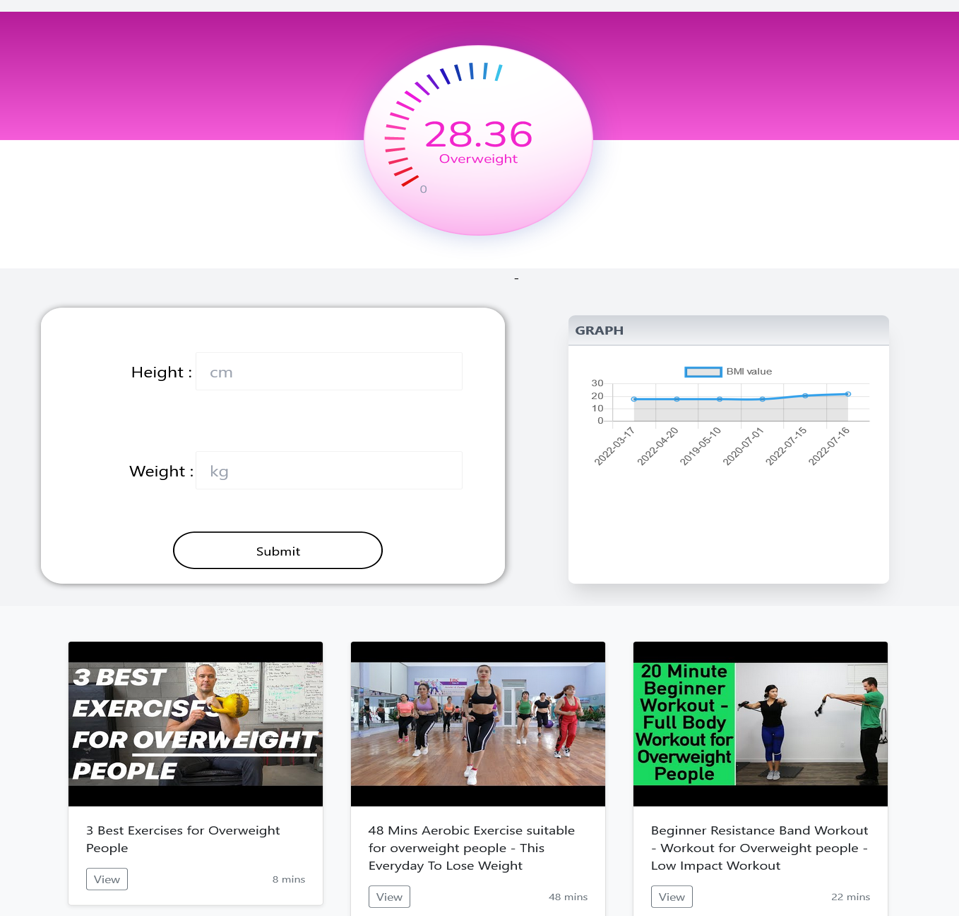 28.36
Overweight
0
-
Height :
cm
Weight :
kg
Submit
GRAPH
BMI value
30
20
10
0
2022-03-17
2022-04-20
2019-05-10
2020-07-01
2022-07-15
2022-07-16
3 BEST
EXERCISES
FOR OVERWEIGHT
PEOPLE
20 Minute
Beginner
Workout -
Full Body
Workout for
Overweight
People
3 Best Exercises for Overweight
People
View
8 mins
48 Mins Aerobic Exercise suitable
for overweight people - This
Everyday To Lose Weight
View
48 mins
Beginner Resistance Band Workout
- Workout for Overweight people -
Low Impact Workout
View
22 mins